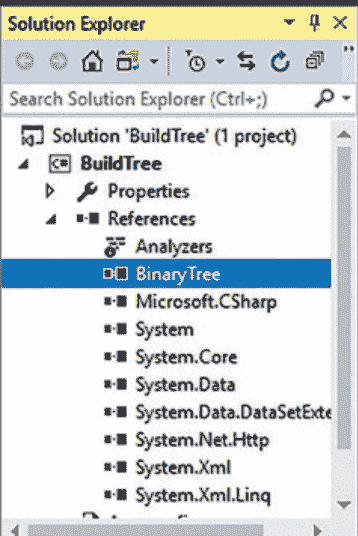 Solution Explorer
Search Solution Explorer (Ctrl+;)
Solution 'BuildTree' (1 project)
C# BuildTree
Properties
References
Analyzers
BinaryTree
Microsoft.CSharp
System
System.Core
System.Data
System.Data.DataSetExte
System.Net.Http
System.Xml
System.Xml.Linq